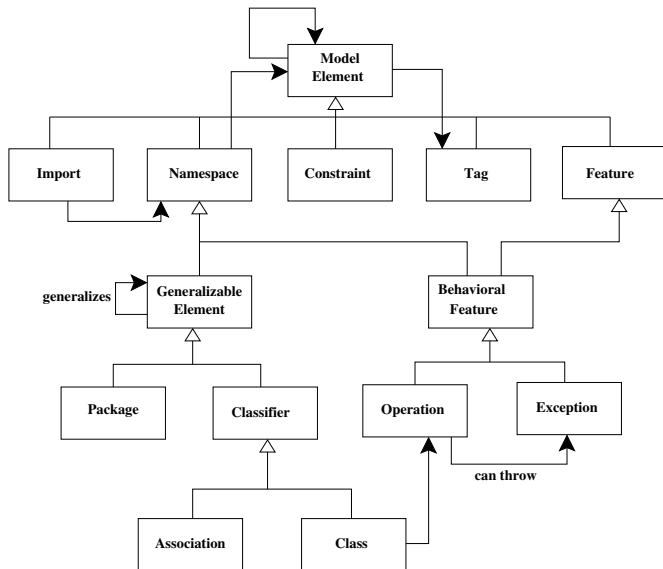 Model
Element
Import
Namespace
Constraint
Tag
Feature
generalizes
Generalizable
Element
Behavioral
Feature
Package
Classifier
Operation
Exception
can throw
Association
Class